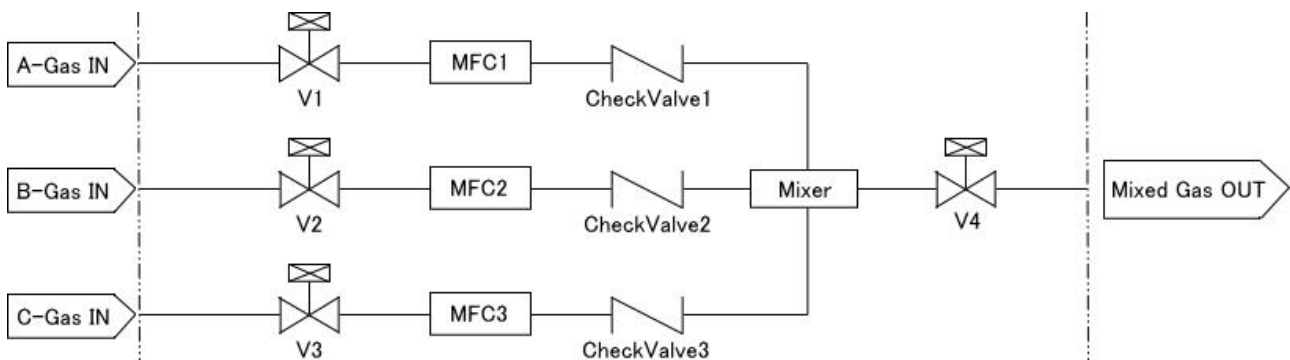 A-Gas IN
V1
MFC1
CheckValve1
B-Gas IN
V2
MFC2
CheckValve2
Mixer
V4
Mixed Gas OUT
C-Gas IN
V3
MFC3
CheckValve3